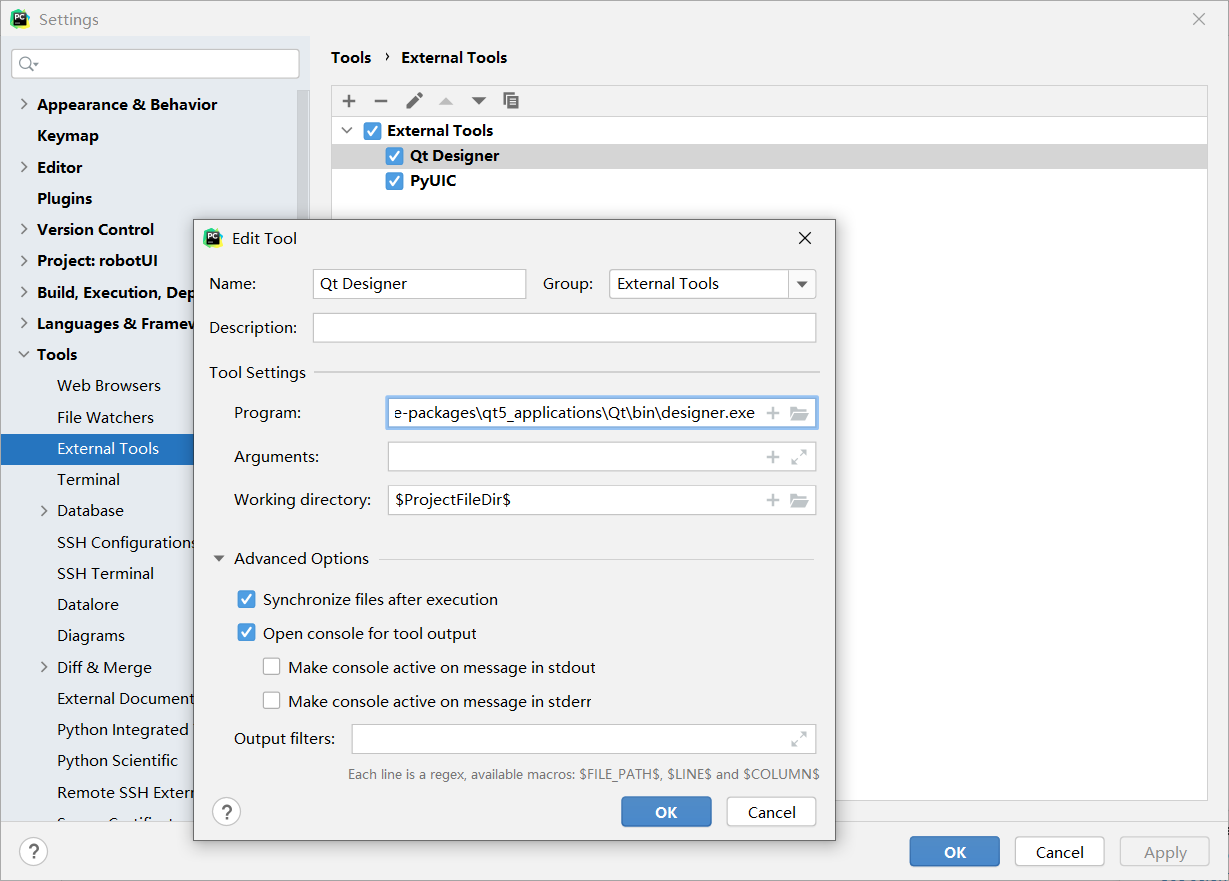 Settings
Tools › External Tools
Appearance & Behavior
Keymap
Editor
Plugins
Version Control
Project: robotUI
Build, Execution, Dep
Languages & Framew
Tools
Web Browsers
File Watchers
External Tools
Terminal
Database
SSH Configurations
SSH Terminal
Datalore
Diagrams
Diff & Merge
External Document
Python Integrated
Python Scientific
Remote SSH Extern
External Tools
Qt Designer
PyUIC
Edit Tool
Name: Qt Designer Group: External Tools
Description:
Tool Settings
Program: e-packages\qt5_applications\Qt\bin\designer.exe
Arguments:
Working directory: $ProjectFileDir$
Advanced Options
Synchronize files after execution
Open console for tool output
Make console active on message in stdout
Make console active on message in stderr
Output filters:
Each line is a regex, available macros: $FILE_PATH$, $LINE$ and $COLUMN$
? OK Cancel
? OK Cancel Apply